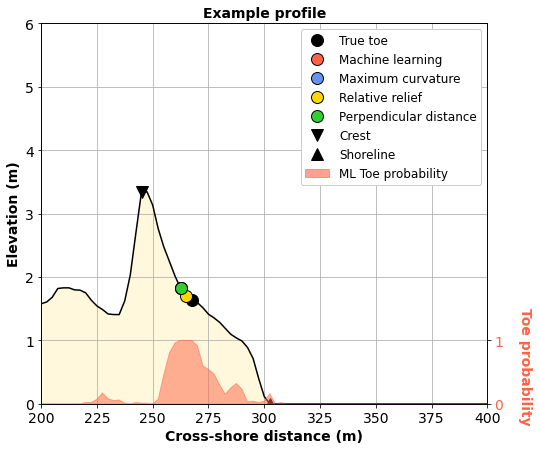 Example profile
True toe
Machine learning
Maximum curvature
Relative relief
Perpendicular distance
Crest
Shoreline
ML Toe probability
Elevation (m)
6
5
4
3
2
1
0
1
0
Toe probability
200 225 250 275 300 325 350 375 400
Cross-shore distance (m)